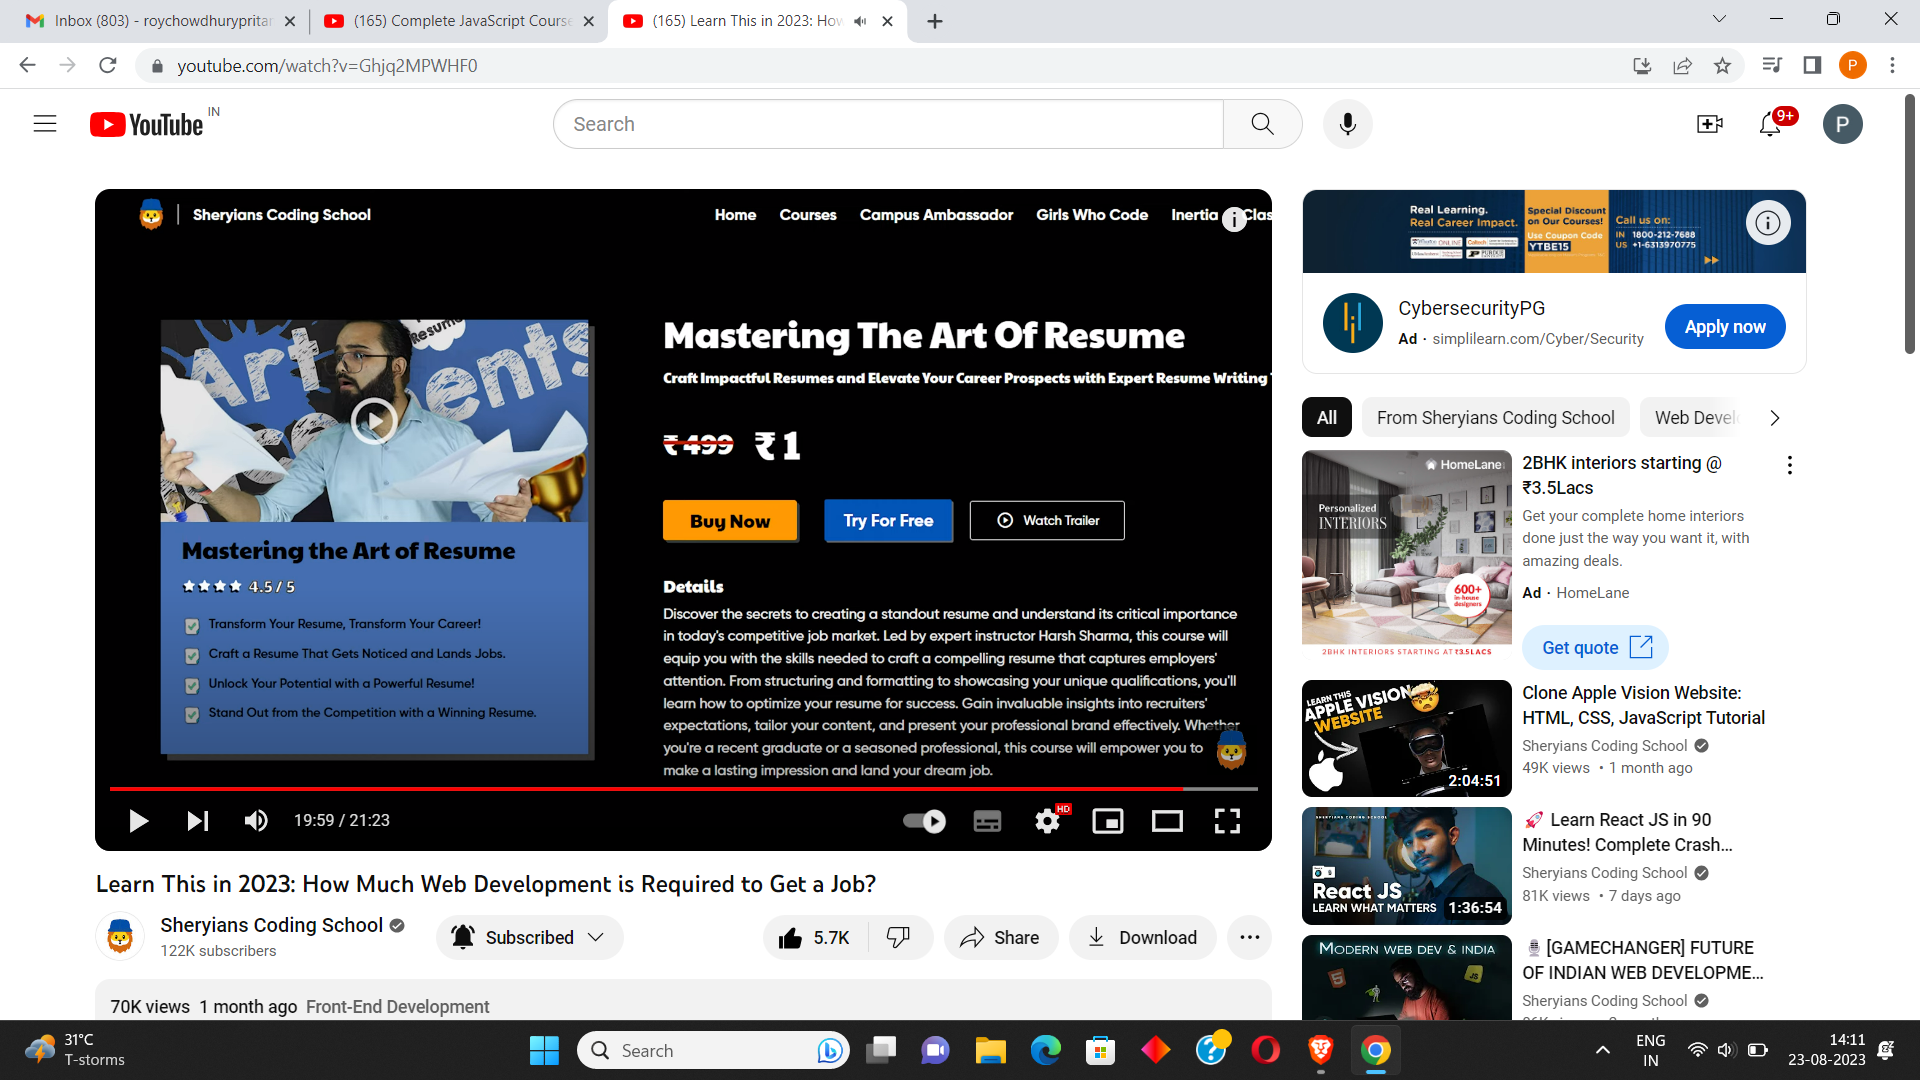 Inbox (803) - roychowdhurypritam
(165) Complete JavaScript Course
(165) Learn This in 2023: How
youtube.com/watch?v=Ghjq2MPWHF0
P
YouTube IN
Search
9+
P
Sheryians Coding School
Home Courses Campus Ambassador Girls Who Code Inertia Clas
Resume
Art
ents
Mastering the Art of Resume
4.5/5
Transform Your Resume, Transform Your Career!
Craft a Resume That Gets Noticed and Lands Jobs.
Unlock Your Potential with a Powerful Resume!
Stand Out from the Competition with a Winning Resume.
Mastering The Art Of Resume
Craft Impactful Resumes and Elevate Your Career Prospects with Expert Resume Writing
₹ 499 ₹ 1
Buy Now
Try For Free
Watch Trailer
Details
Discover the secrets to creating a standout resume and understand its critical importance
in today's competitive job market. Led by expert instructor Harsh Sharma, this course will
equip you with the skills needed to craft a compelling resume that captures employers'
attention. From structuring and formatting to showcasing your unique qualifications, you'll
learn how to optimize your resume for success. Gain invaluable insights into recruiters'
expectations, tailor your content, and present your professional brand effectively. Whether
you're a recent graduate or a seasoned professional, this course will empower you to
make a lasting impression and land your dream job.
19:59 / 21:23
HD
Learn This in 2023: How Much Web Development is Required to Get a Job?
Sheryians Coding School
122K subscribers
Subscribed
5.7K
Share
Download
70K views 1 month ago Front-End Development
Real Learning.
Real Career Impact.
Special Discount
on Our Courses!
Use Coupon Code
YTBE15
Call us on:
IN 1800-212-7688
US +1-6313970775
CybersecurityPG
Ad · simplilearn.com/Cyber/Security
Apply now
All
From Sheryians Coding School
Web Devel
HomeLane
Personalized
INTERIORS
600+
in-house
designers
2BHK INTERIORS STARTING AT ₹3.5LACS
2BHK interiors starting @
₹3.5Lacs
Get your complete home interiors
done just the way you want it, with
amazing deals.
Ad · HomeLane
Get quote
LEARN THIS
APPLE VISION
WEBSITE
2:04:51
Clone Apple Vision Website:
HTML, CSS, JavaScript Tutorial
Sheryians Coding School
49K views • 1 month ago
SHERYIANS CODING SCHOOL
React JS
LEARN WHAT MATTERS
1:36:54
🚀 Learn React JS in 90
Minutes! Complete Crash...
Sheryians Coding School
81K views • 7 days ago
MODERN WEB DEV & INDIA
JS
🎙️[GAMECHANGER] FUTURE
OF INDIAN WEB DEVELOPME...
Sheryians Coding School
31°C
T-storms
Search
ENG
IN
14:11
23-08-2023